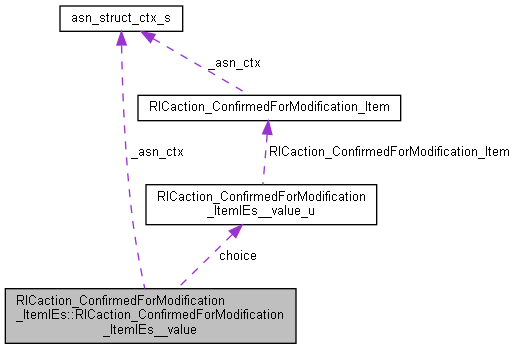 asn_struct_ctx_s
_asn_ctx
RICaction_ConfirmedForModification_Item
_asn_ctx
RICaction_ConfirmedForModification_Item
RICaction_ConfirmedForModification
_ItemIEs__value_u
choice
RICaction_ConfirmedForModification
_ItemIEs::RICaction_ConfirmedForModification
_ItemIEs__value